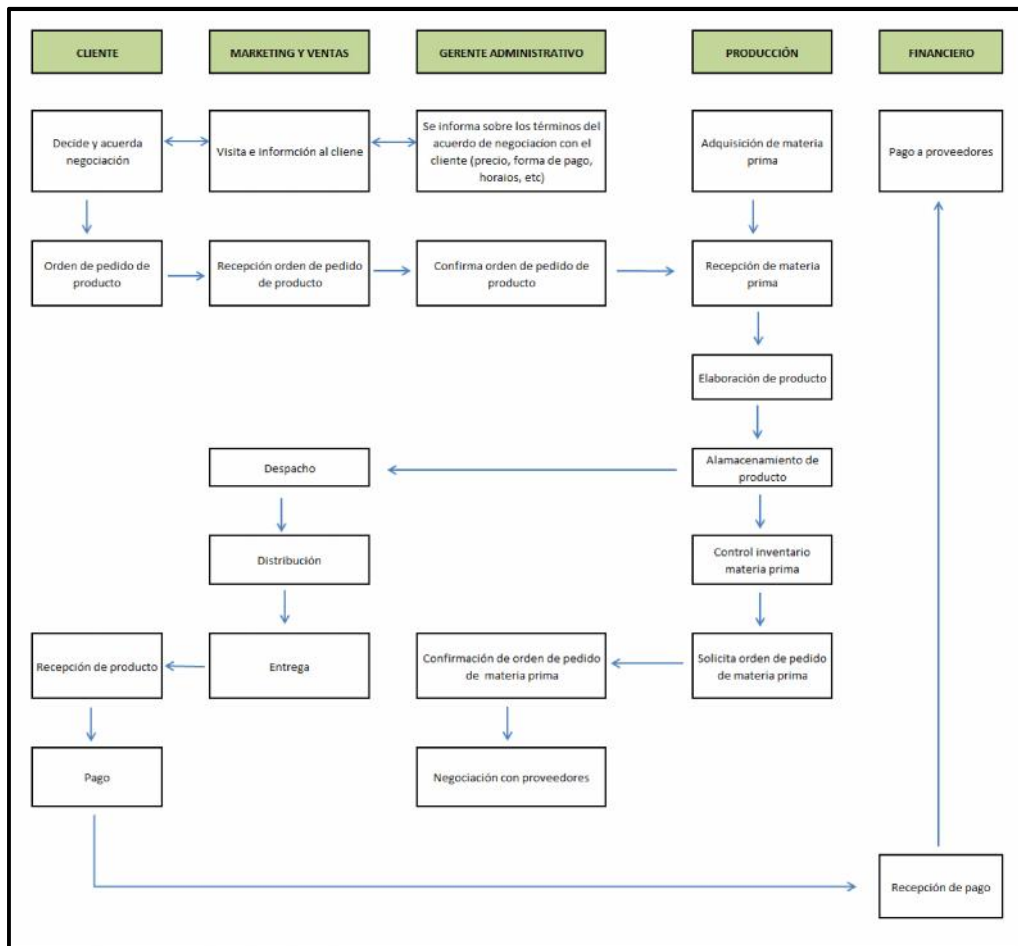 CLIENTE
MARKETING Y VENTAS
GERENTE ADMINISTRATIVO
PRODUCCIÓN
FINANCIERO
Decide y acuerda
negociación
Visita e informción al cliene
Se informa sobre los términos del
acuerdo de negociacion con el
cliente (precio, forma de pago,
horaios, etc)
Adquisición de materia
prima
Pago a proveedores
Orden de pedido de
producto
Recepción orden de pedido
de producto
Confirma orden de pedido de
producto
Recepción de materia
prima
Elaboración de producto
Despacho
Alamacenamiento de
producto
Distribución
Control inventario
materia prima
Recepción de producto
Entrega
Confirmación de orden de pedido
de materia prima
Solicita orden de pedido
de materia prima
Pago
Negociación con proveedores
Recepción de pago